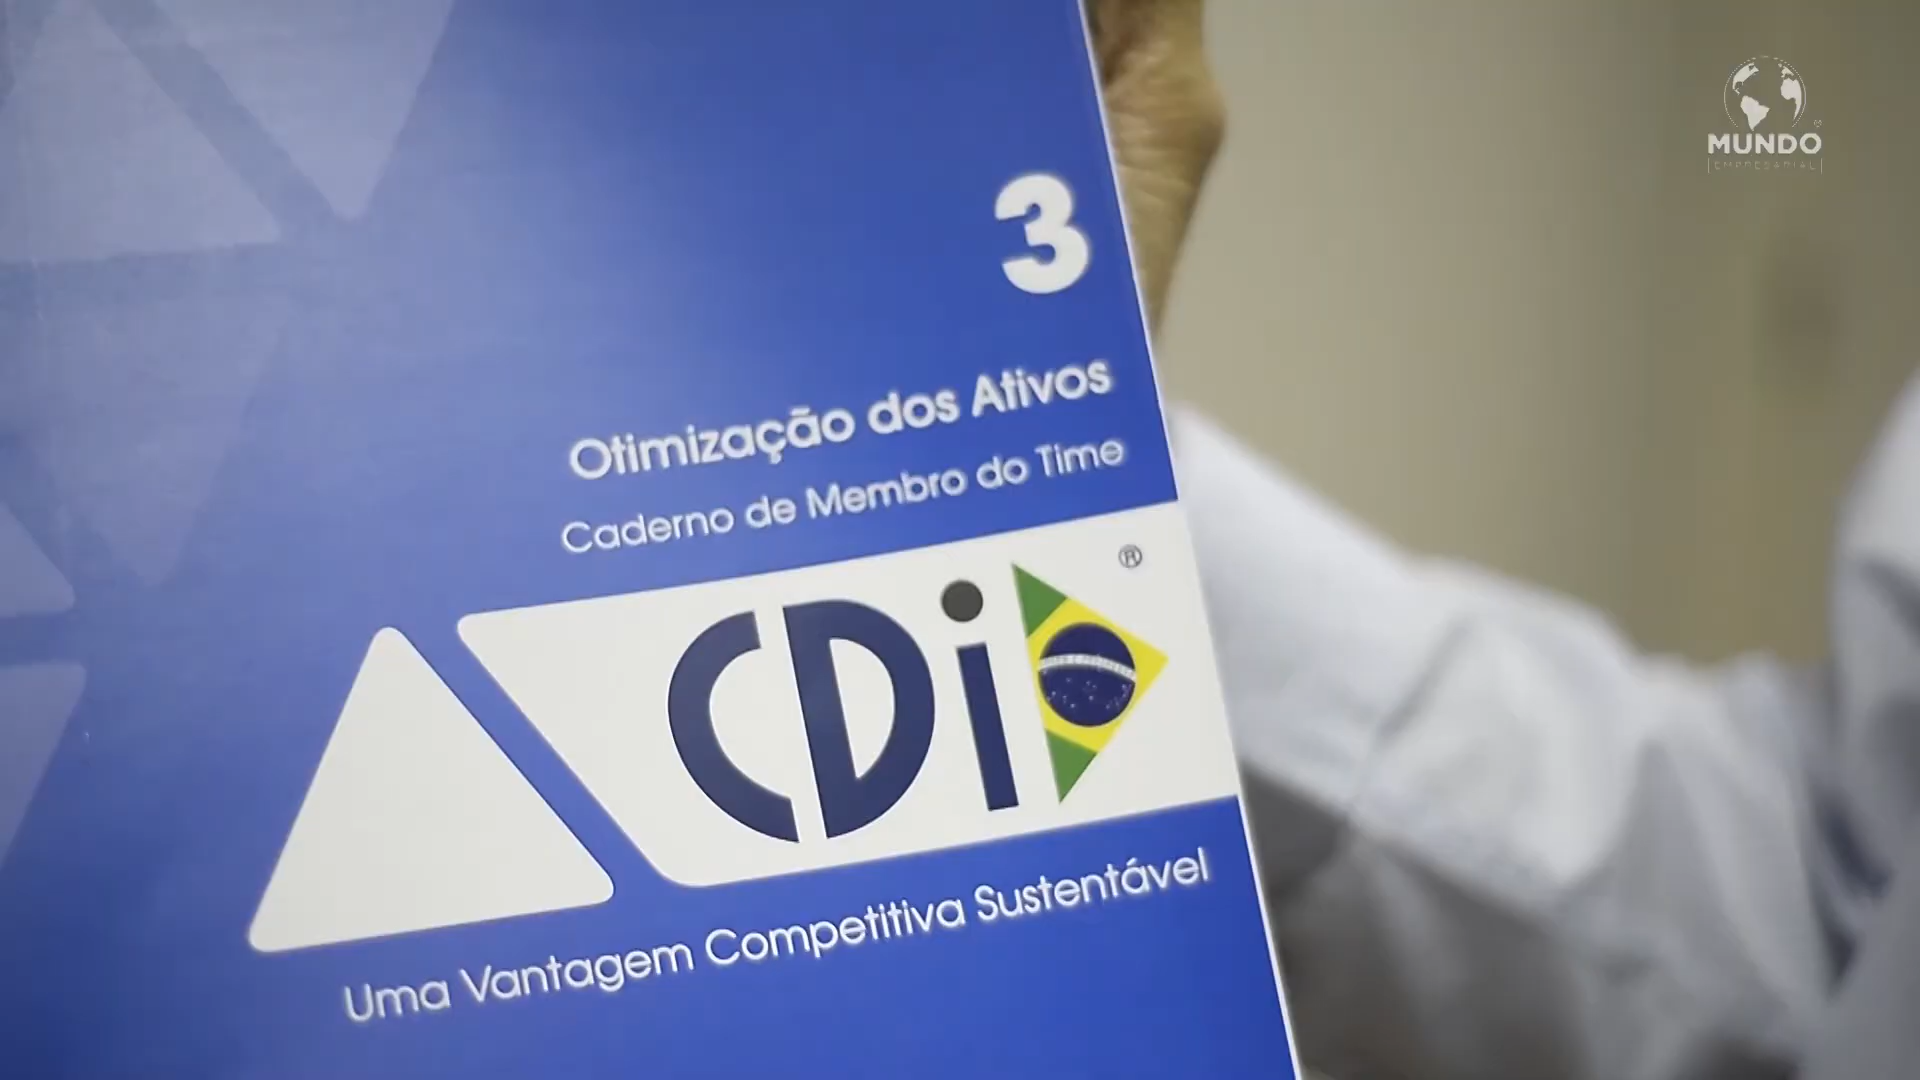 MUNDO
EMPRESARIAL
3
Otimização dos Ativos
Caderno de Membro do Time
CDi
®
Uma Vantagem Competitiva Sustentável